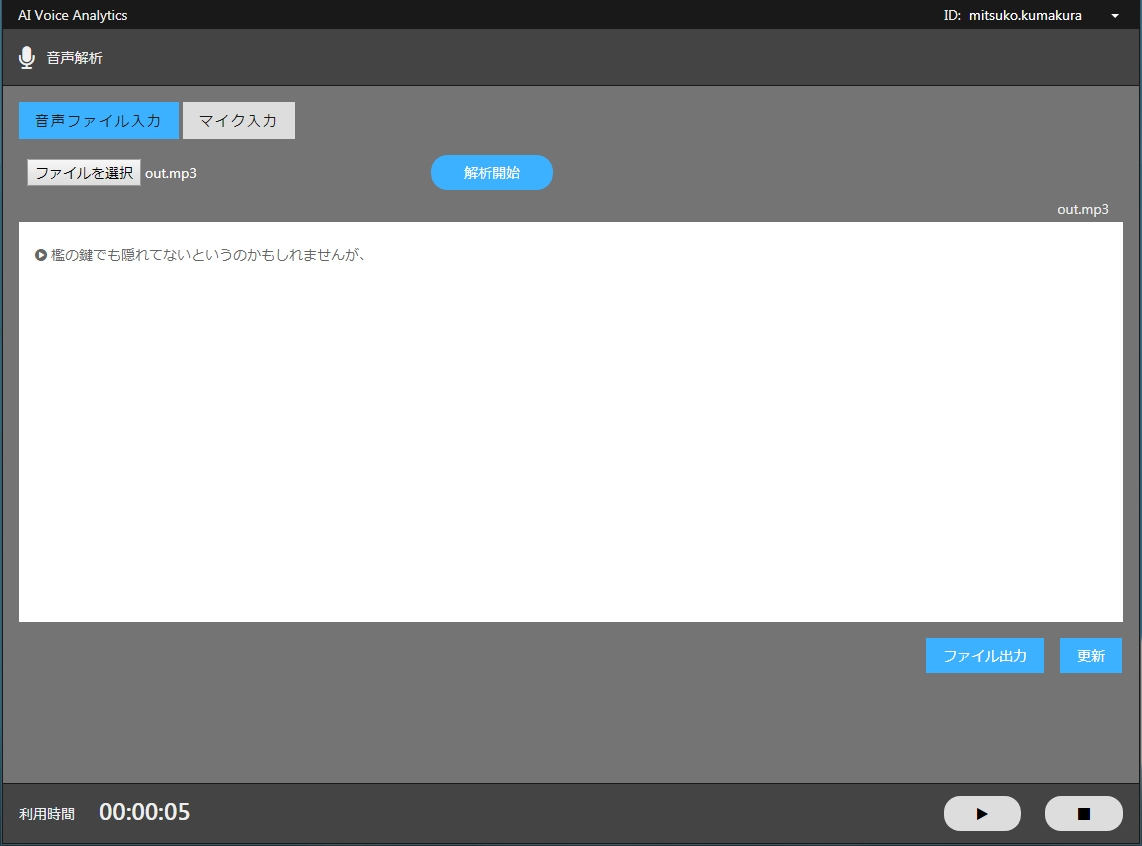 AI Voice Analytics
ID: mitsuko.kumakura
音声解析
音声ファイル入力 マイク入力
ファイルを選択 out.mp3 解析開始
out.mp3
檻の鍵でも隠れてないというのかもしれませんが、
ファイル出力 更新
利用時間 00:00:05